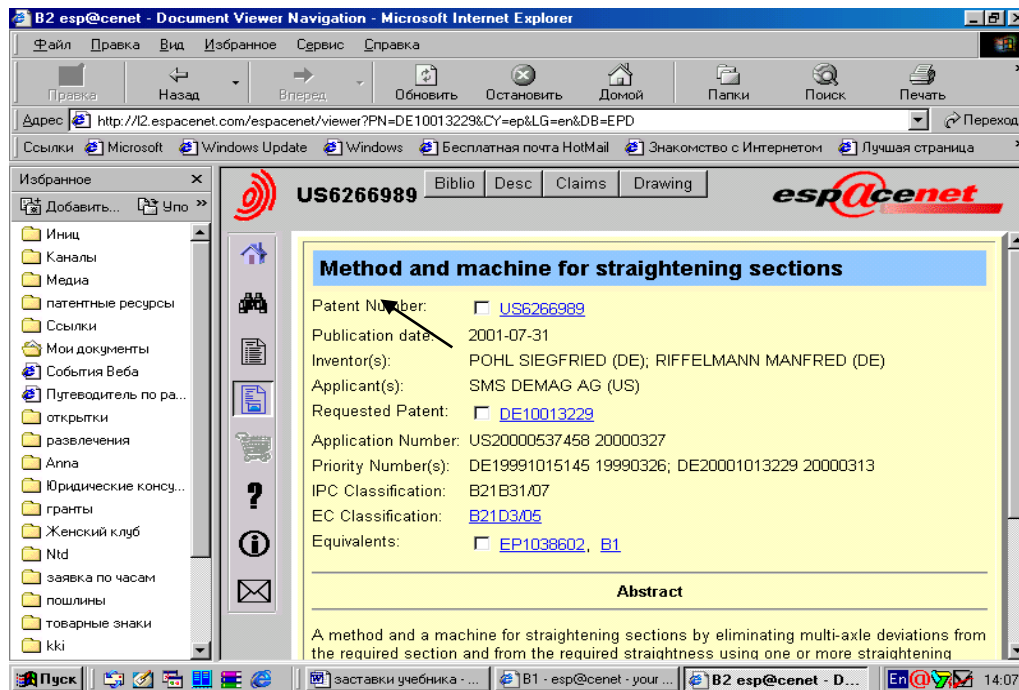 B2 esp@cenet - Document Viewer Navigation - Microsoft Internet Explorer
Файл Правка Вид Избранное Сервис Справка
Правка Назад Вперед Обновить Остановить Домой Папки Поиск Печать
Адрес http://l2.espacenet.com/espacenet/viewer?PN=DE10013229&CY=ep&LG=en&DB=EPD Переход
Ссылки Microsoft Windows Update Windows Бесплатная почта HotMail Знакомство с Интернетом Лучшая страница
Избранное
Добавить... Упо »
Иниц
Каналы
Медиа
патентные ресурсы
Ссылки
Мои документы
События Веба
Путеводитель по ра...
открытки
развлечения
Anna
Юридические консу...
гранты
Женский клуб
Ntd
заявка по часам
пошлины
товарные знаки
kki
US6266989 Biblio Desc Claims Drawing esp@cenet
Method and machine for straightening sections
Patent Number: US6266989
Publication date: 2001-07-31
Inventor(s): POHL SIEGFRIED (DE); RIFFELMANN MANFRED (DE)
Applicant(s): SMS DEMAG AG (US)
Requested Patent: DE10013229
Application Number: US20000537458 20000327
Priority Number(s): DE19991015145 19990326; DE20001013229 20000313
IPC Classification: B21B31/07
EC Classification: B21D3/05
Equivalents: EP1038602, B1
Abstract
A method and a machine for straightening sections by eliminating multi-axle deviations from
the required section and from the required straightness using one or more straightening
Пуск заставки учебника - ... B1 - esp@cenet - your ... B2 esp@cenet - D... En 14:07